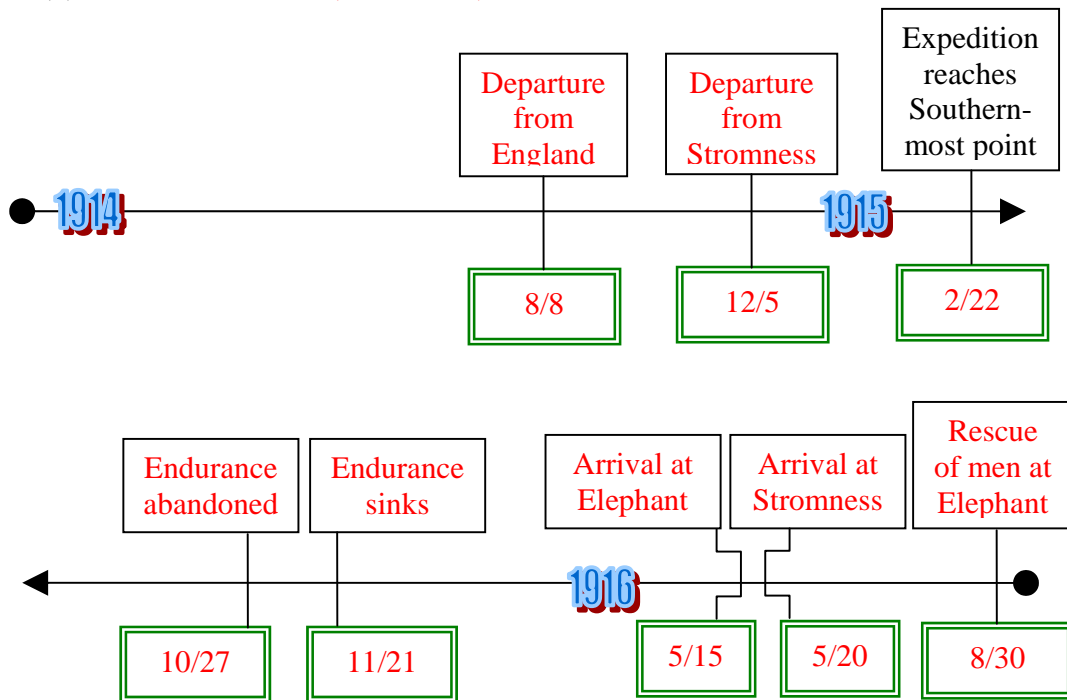 Departure
from
England
Departure
from
Stromness
Expedition
reaches
Southern-
most point
1914
1915
8/8
12/5
2/22
Endurance
abandoned
Endurance
sinks
Arrival at
Elephant
Arrival at
Stromness
Rescue
of men at
Elephant
1916
10/27
11/21
5/15
5/20
8/30